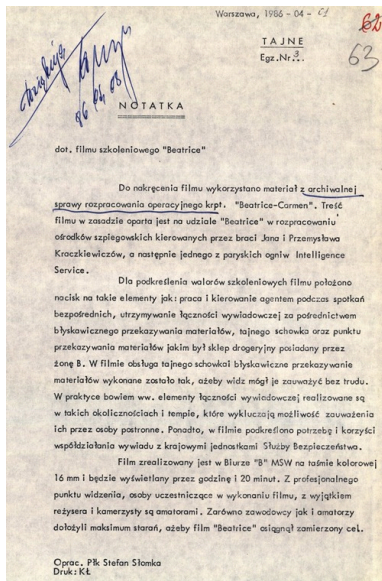 Warszawa, 1986 - 04 - 01
62
TAJNE
Egz.Nr 3..
63
86 04 08
NOTATKA
dot. filmu szkoleniowego "Beatrice"
Do nakręcenia filmu wykorzystano materiał z archiwalnej
sprawy rozpracowania operacyjnego krpt. "Beatrice-Carmen". Treść
filmu w zasadzie oparta jest na udziale "Beatrice" w rozpracowaniu
ośrodków szpiegowskich kierowanych przez braci Jana i Przemysława
Kraczkiewiczów, a następnie jednego z paryskich ogniw Intelligence
Service.
Dla podkreślenia walorów szkoleniowych filmu położono
nacisk na takie elementy jak: praca i kierowanie agentem podczas spotkań
bezpośrednich, utrzymywanie łączności wywiadowczej za pośrednictwem
błyskawicznego przekazywania materiałów, tajnego schowka oraz punktu
przekazywania materiałów jakim był sklep drogeryjny posiadany przez
żonę B. W filmie obsługa tajnego schowka i błyskawiczne przekazywanie
materiałów wykonane zostało tak, ażeby widz mógł je zauważyć bez trudu.
W praktyce bowiem ww. elementy łączności wywiadowczej realizowane są
w takich okolicznościach i tempie, które wykluczają możliwość zauważenia
ich przez osoby postronne. Ponadto, w filmie podkreślono potrzebę i korzyści
współdziałania wywiadu z krajowymi jednostkami Służby Bezpieczeństwa.
Film zrealizowany jest w Biurze "B" MSW na taśmie kolorowej
16 mm i będzie wyświetlany przez godzinę i 20 minut. Z profesjonalnego
punktu widzenia, osoby uczestniczące w wykonaniu filmu, z wyjątkiem
reżysera i kamerzysty są amatorami. Zarówno zawodowcy jak i amatorzy
dołożyli maksimum starań, ażeby film "Beatrice" osiągnął zamierzony cel.
Oprac. Płk Stefan Słomka
Druk: KŁ